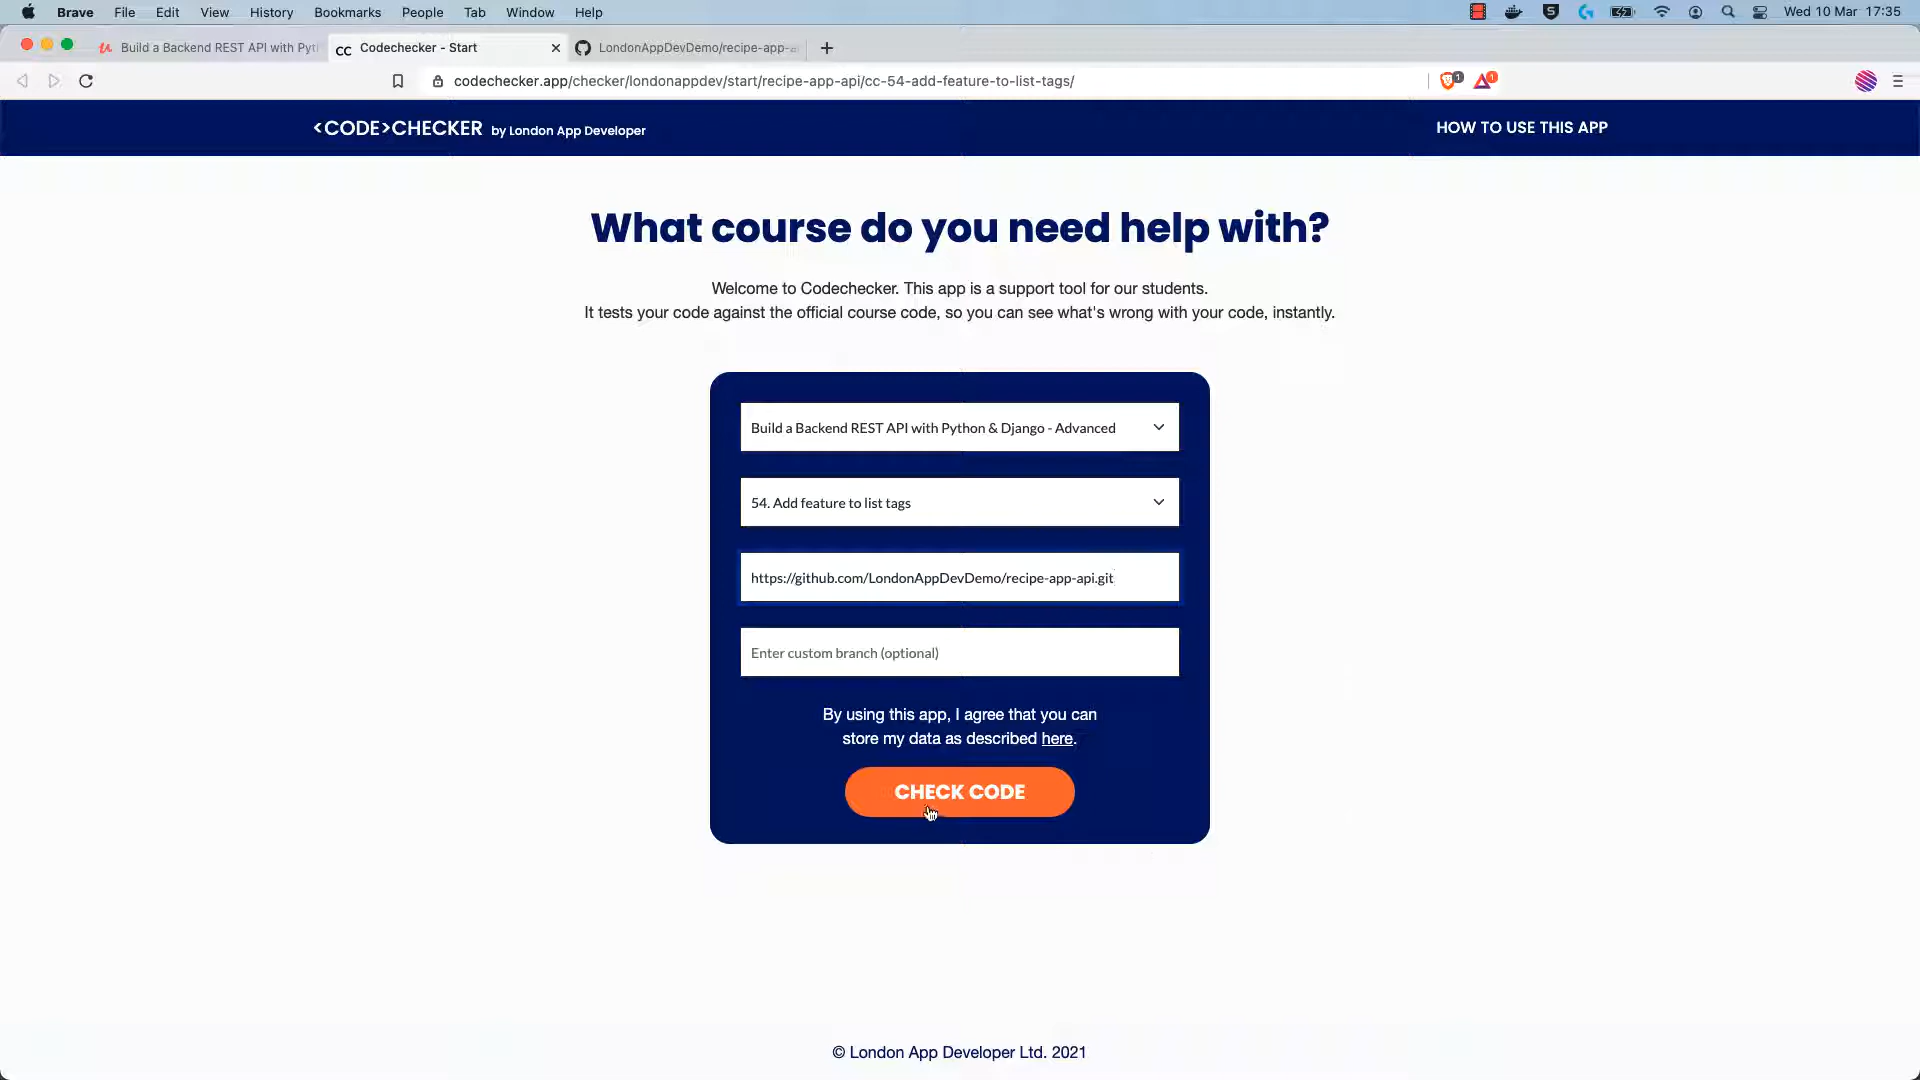 Brave File Edit View History Bookmarks People Tab Window Help Wed 10 Mar 17:35
Build a Backend REST API with Pyt
CC Codechecker - Start
LondonAppDevDemo/recipe-app-a
codechecker.app/checker/londonappdev/start/recipe-app-api/cc-54-add-feature-to-list-tags/
1
1
<CODE>CHECKER by London App Developer
HOW TO USE THIS APP
What course do you need help with?
Welcome to Codechecker. This app is a support tool for our students.
It tests your code against the official course code, so you can see what's wrong with your code, instantly.
Build a Backend REST API with Python & Django - Advanced
54. Add feature to list tags
https://github.com/LondonAppDevDemo/recipe-app-api.git
Enter custom branch (optional)
By using this app, I agree that you can
store my data as described here.
CHECK CODE
© London App Developer Ltd. 2021